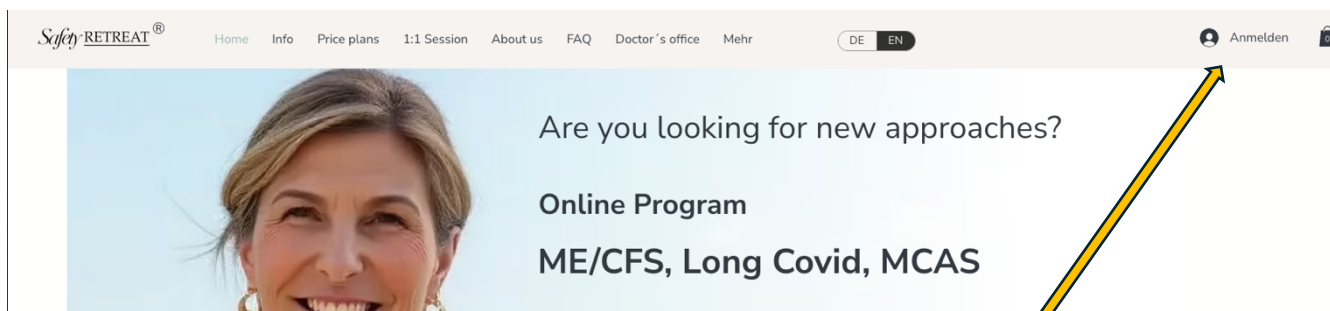 Safety RETREAT ®
Home Info Price plans 1:1 Session About us FAQ Doctor´s office Mehr DE EN Anmelden 0
Are you looking for new approaches?
Online Program
ME/CFS, Long Covid, MCAS